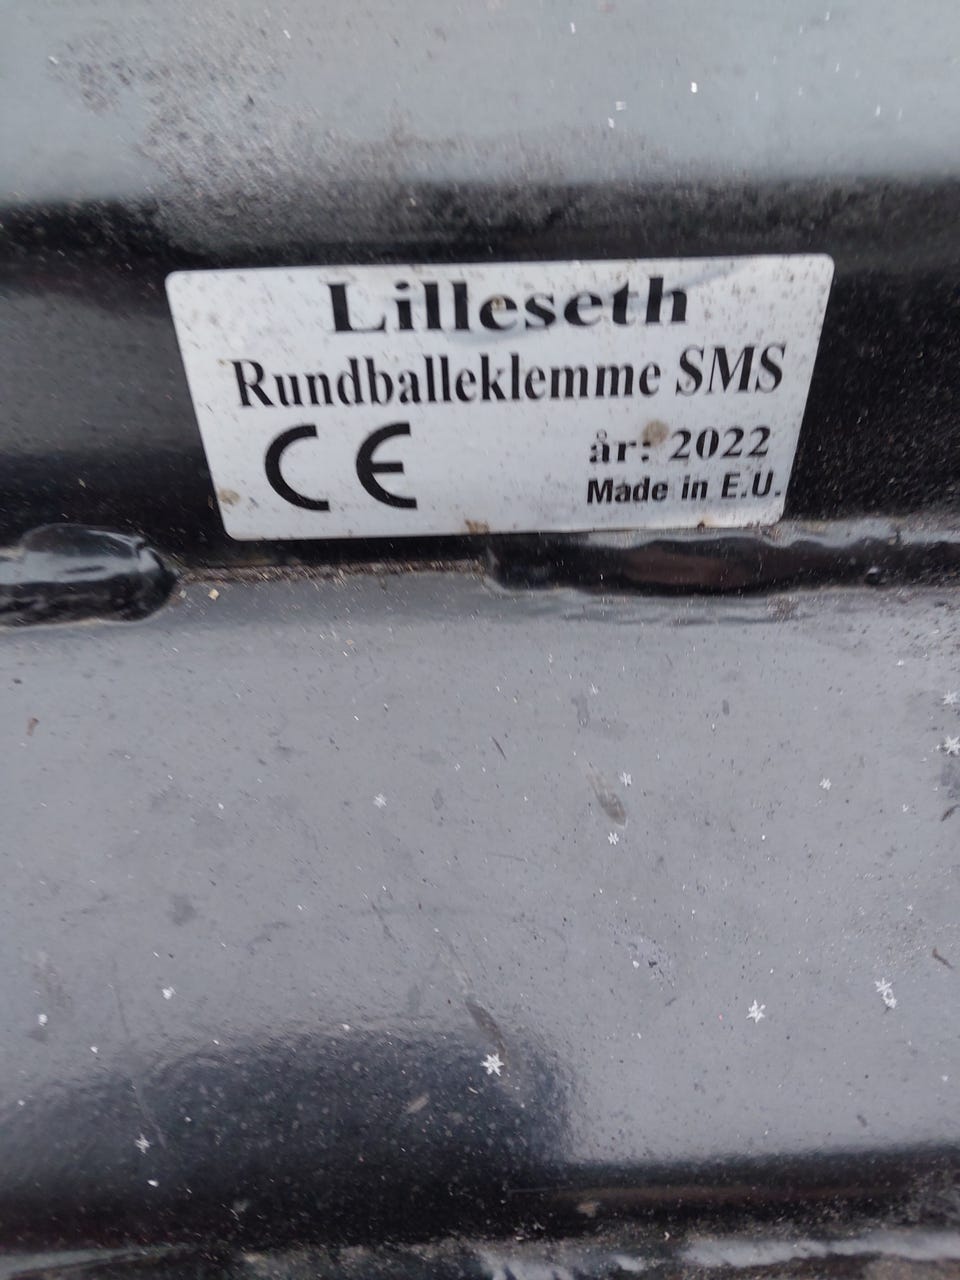 Lilleseth
Rundballeklemme SMS
CE
år: 2022
Made in E.U.